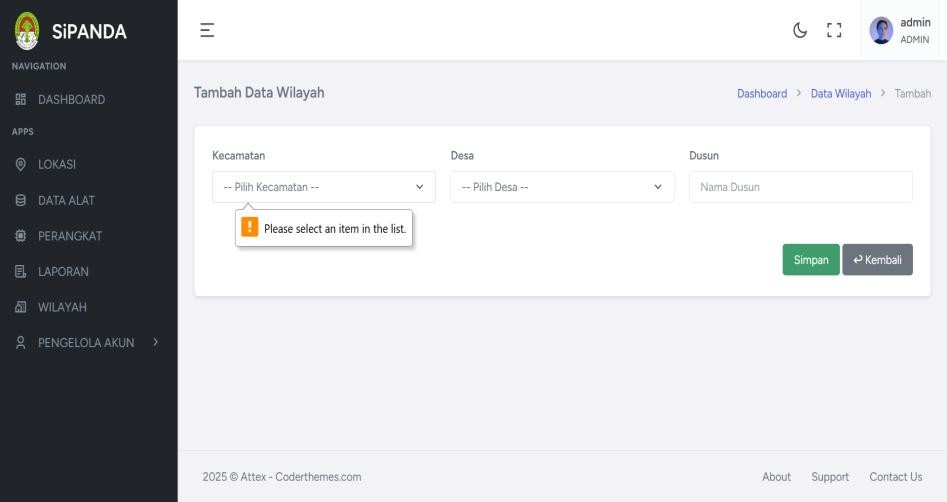 SiPANDA
NAVIGATION
DASHBOARD
APPS
LOKASI
DATA ALAT
PERANGKAT
LAPORAN
WILAYAH
PENGELOLA AKUN
admin
ADMIN
Tambah Data Wilayah
Dashboard > Data Wilayah > Tambah
Kecamatan Desa Dusun
-- Pilih Kecamatan -- -- Pilih Desa -- Nama Dusun
! Please select an item in the list.
Simpan Kembali
2025 © Attex - Coderthemes.com About Support Contact Us